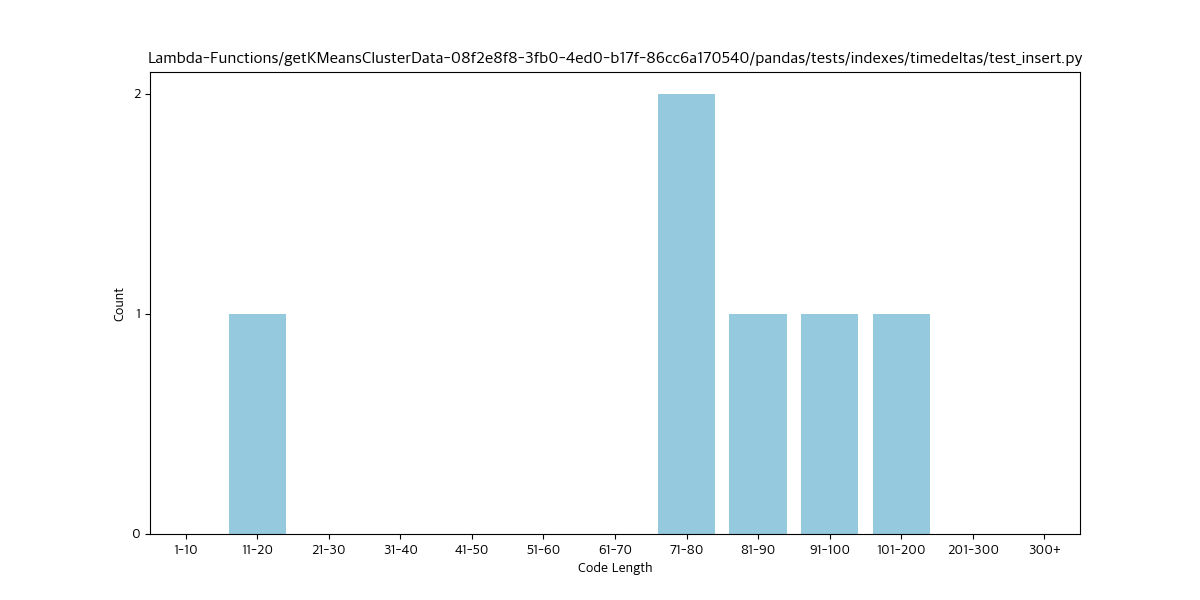 Lambda-Functions/getKMeansClusterData-08f2e8f8-3fb0-4ed0-b17f-86cc6a170540/pandas/tests/indexes/timedeltas/test_insert.py
2
1
0
Count
1-10 11-20 21-30 31-40 41-50 51-60 61-70 71-80 81-90 91-100 101-200 201-300 300+
Code Length